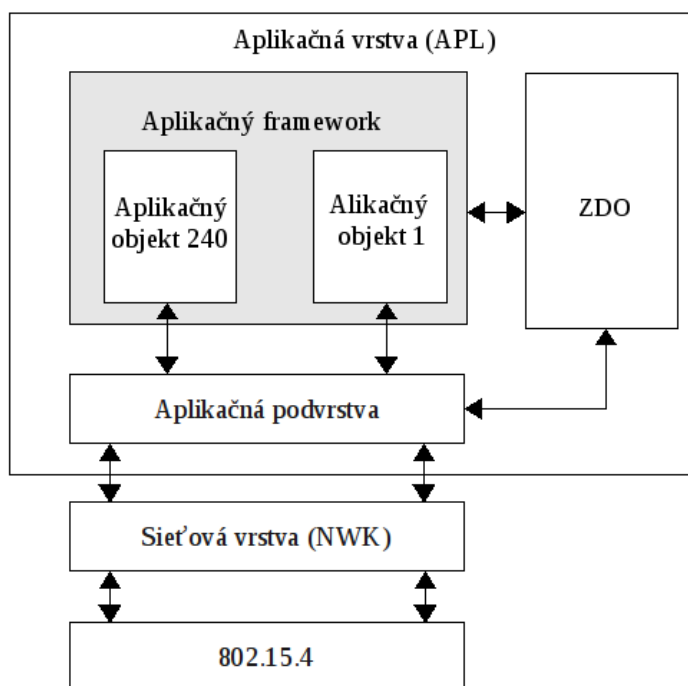 Aplikačná vrstva (APL)
Aplikačný framework
Aplikačný
objekt 240
Alikačný
objekt 1
ZDO
Aplikačná podvrstva
Sieťová vrstva (NWK)
802.15.4